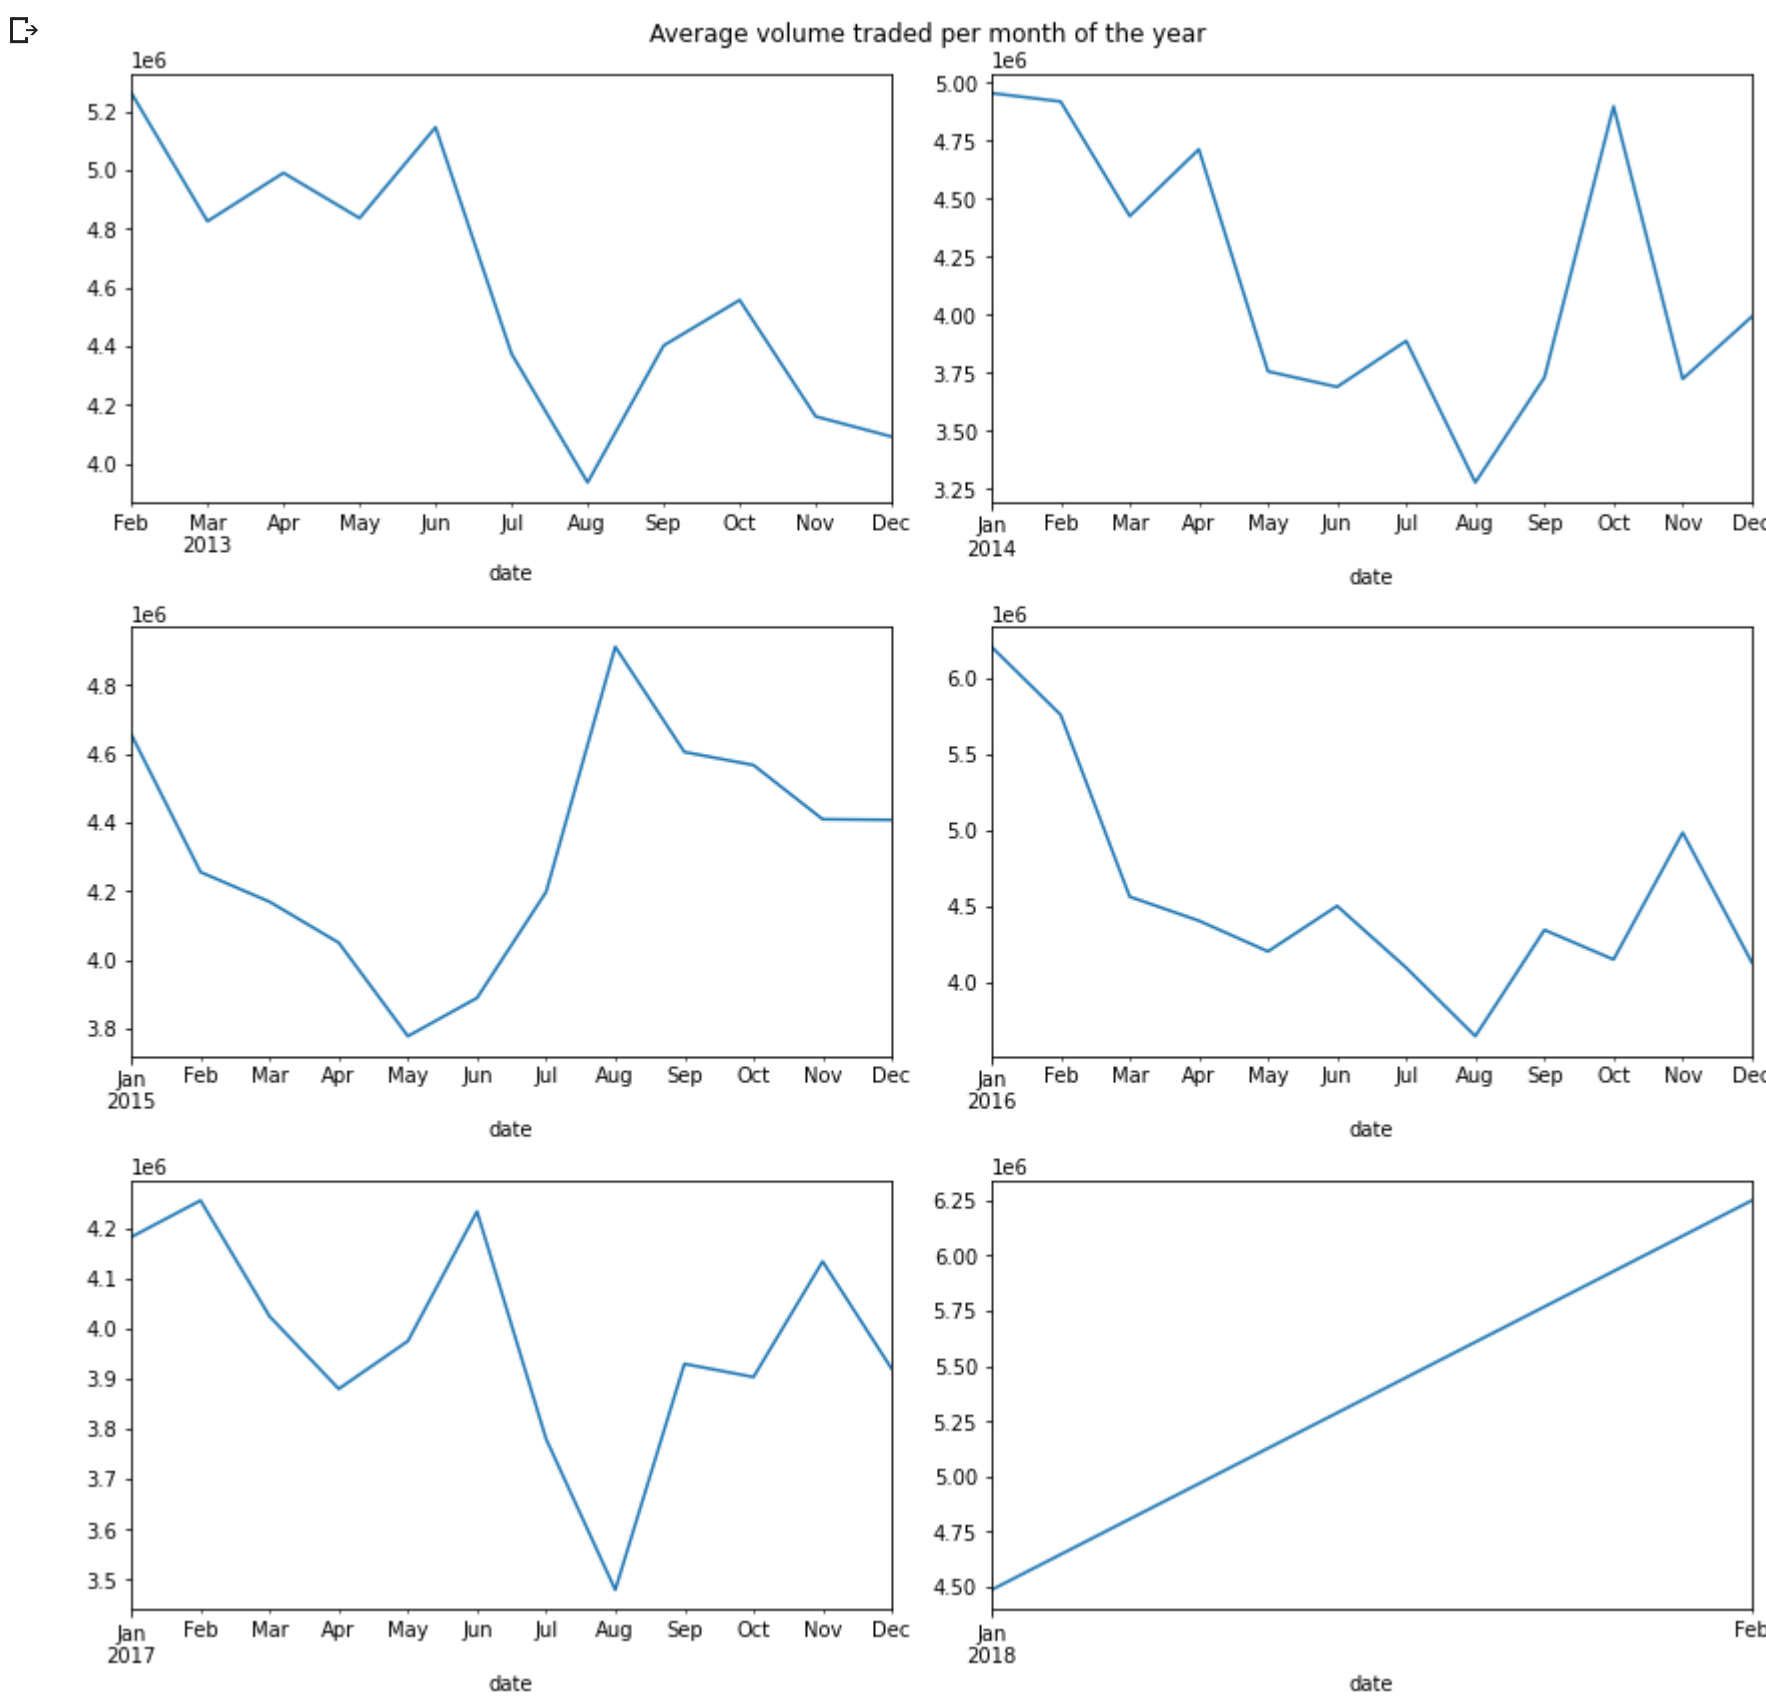 Average volume traded per month of the year
1e6
5.2
5.0
4.8
4.6
4.4
4.2
4.0
Feb Mar Apr May Jun Jul Aug Sep Oct Nov Dec
2013
date
1e6
5.00
4.75
4.50
4.25
4.00
3.75
3.50
3.25
Jan Feb Mar Apr May Jun Jul Aug Sep Oct Nov Dec
2014
date
1e6
4.8
4.6
4.4
4.2
4.0
3.8
Jan Feb Mar Apr May Jun Jul Aug Sep Oct Nov Dec
2015
date
1e6
6.0
5.5
5.0
4.5
4.0
Jan Feb Mar Apr May Jun Jul Aug Sep Oct Nov Dec
2016
date
1e6
4.2
4.1
4.0
3.9
3.8
3.7
3.6
3.5
Jan Feb Mar Apr May Jun Jul Aug Sep Oct Nov Dec
2017
date
1e6
6.25
6.00
5.75
5.50
5.25
5.00
4.75
4.50
Jan Feb
2018
date